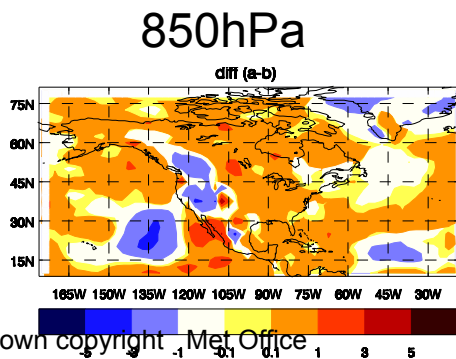 850hPa
diff (a-b)
75N
60N
45N
30N
15N
165W 150W 135W 120W 105W 90W 75W 60W 45W 30W
own copyright Met Office
-1 -0.1 0.1 1 3 5